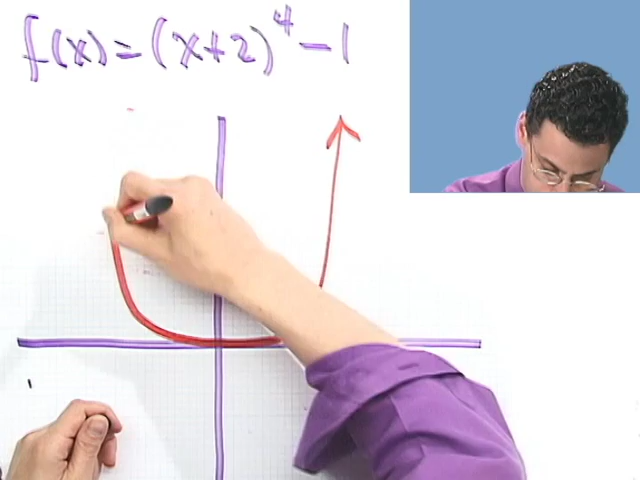 f(x) = (x+2)⁴ - 1